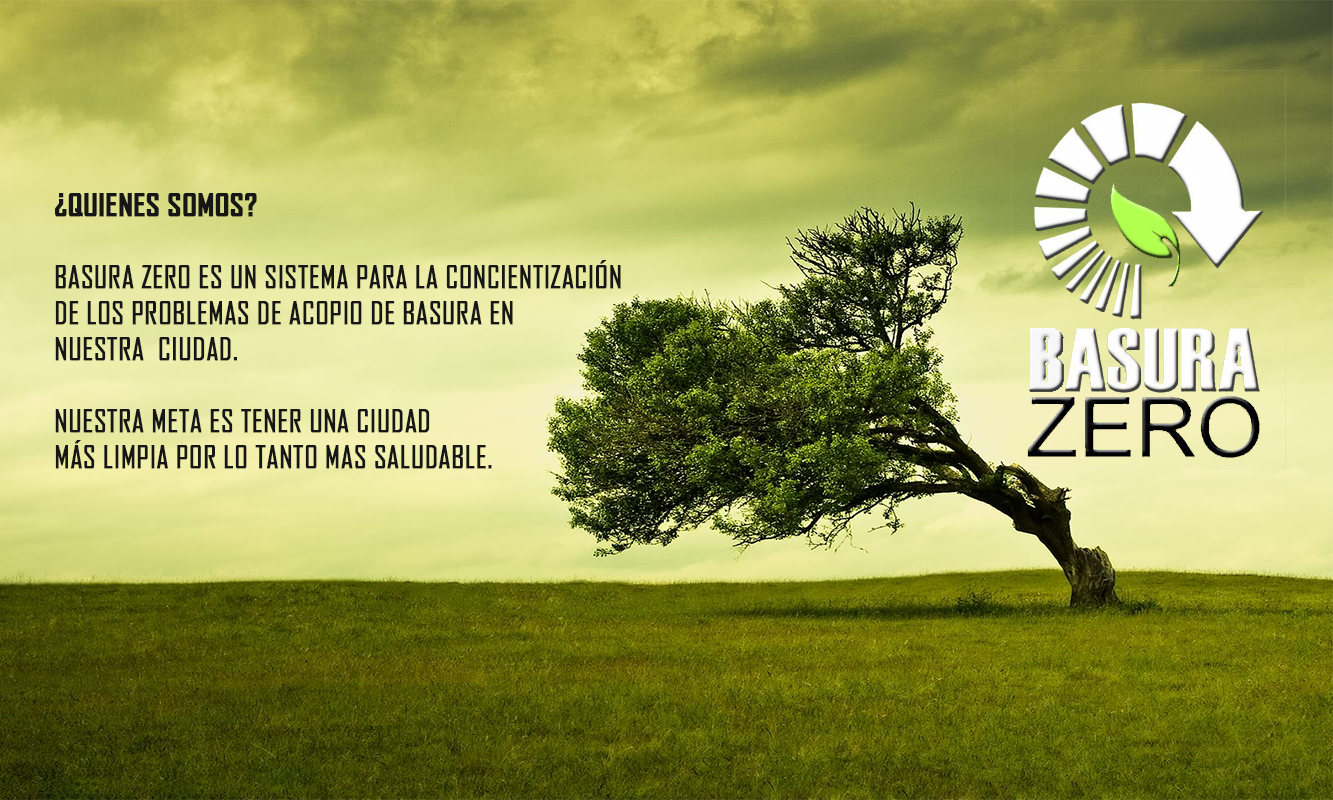 ¿QUIENES SOMOS?
BASURA ZERO ES UN SISTEMA PARA LA CONCIENTIZACIÓN
DE LOS PROBLEMAS DE ACOPIO DE BASURA EN
NUESTRA CIUDAD.
NUESTRA META ES TENER UNA CIUDAD
MÁS LIMPIA POR LO TANTO MAS SALUDABLE.
BASURA
ZERO